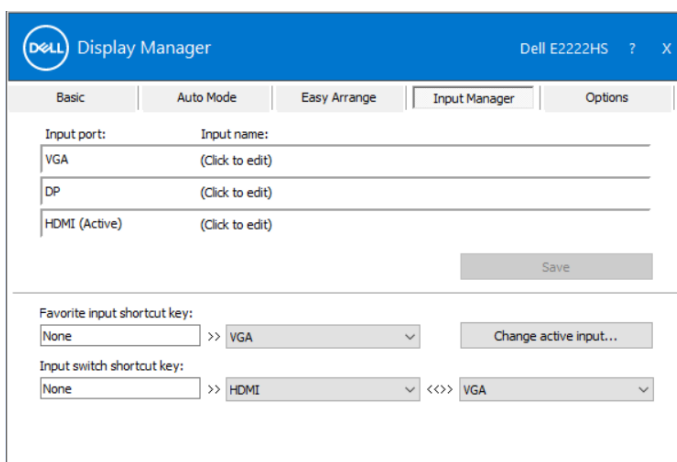 DELL Display Manager Dell E2222HS ? X
Basic Auto Mode Easy Arrange Input Manager Options
Input port: Input name:
VGA (Click to edit)
DP (Click to edit)
HDMI (Active) (Click to edit)
Save
Favorite input shortcut key:
None >> VGA Change active input...
Input switch shortcut key:
None >> HDMI <<>> VGA